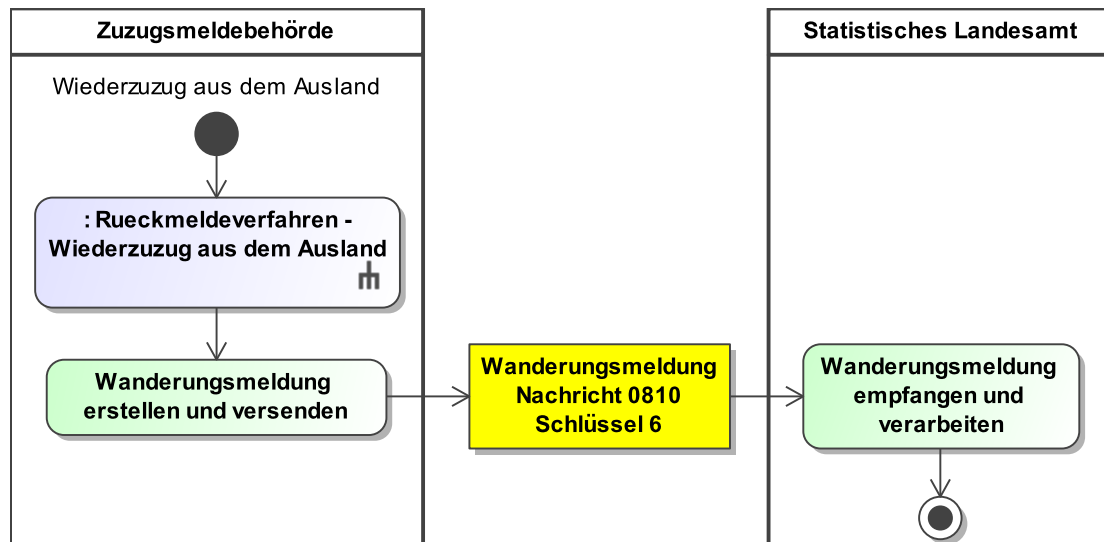 Zuzugsmeldebehörde
Statistisches Landesamt
Wiederzuzug aus dem Ausland
: Rueckmeldeverfahren -
Wiederzuzug aus dem Ausland
Wanderungsmeldung
erstellen und versenden
Wanderungsmeldung
Nachricht 0810
Schlüssel 6
Wanderungsmeldung
empfangen und
verarbeiten